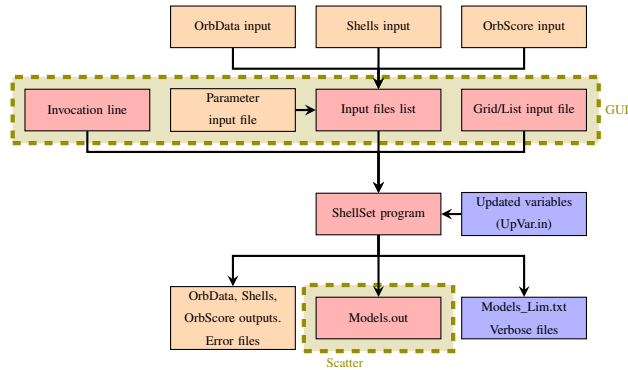 OrbData input
Shells input
OrbScore input
Invocation line
Parameter
input file
Input files list
Grid/List input file
GUI
ShellSet program
Updated variables
(UpVar.in)
OrbData, Shells,
OrbScore outputs.
Error files
Models.out
Models_Lim.txt
Verbose files
Scatter